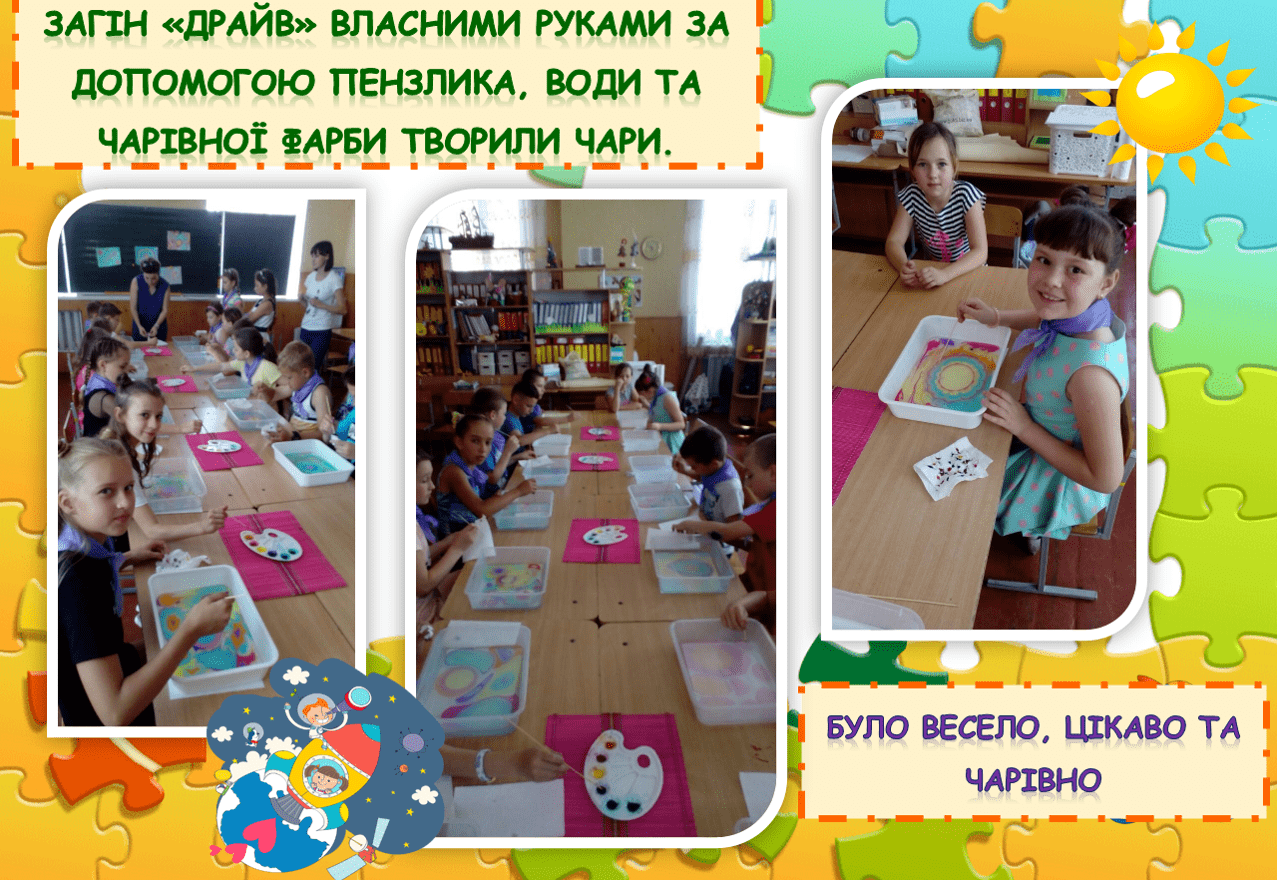 ЗАГІН «ДРАЙВ» ВЛАСНИМИ РУКАМИ ЗА
ДОПОМОГОЮ ПЕНЗЛИКА, ВОДИ ТА
ЧАРІВНОЇ ФАРБИ ТВОРИЛИ ЧАРИ.
БУЛО ВЕСЕЛО, ЦІКАВО ТА
ЧАРІВНО